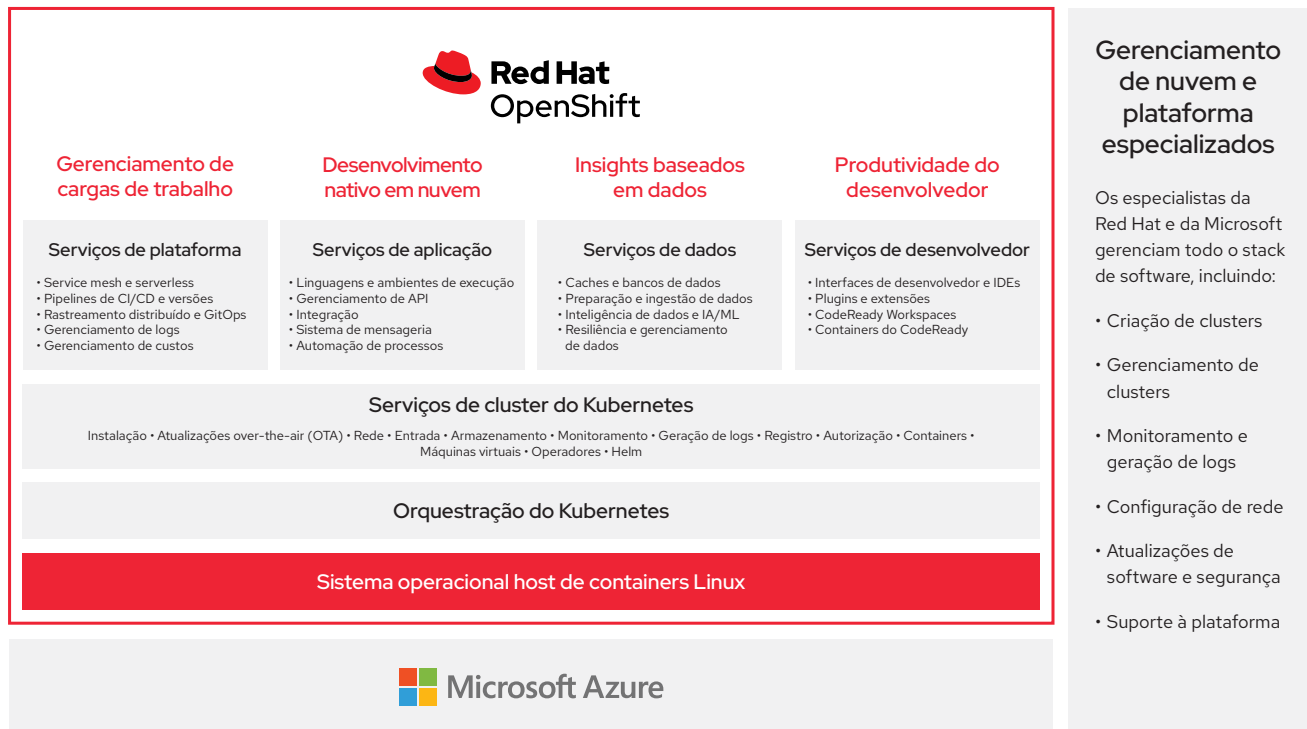 Red Hat
OpenShift
Gerenciamento de
cargas de trabalho
Desenvolvimento
nativo em nuvem
Insights baseados
em dados
Produtividade do
desenvolvedor
Serviços de plataforma
• Service mesh e serverless
• Pipelines de CI/CD e versões
• Rastreamento distribuído e GitOps
• Gerenciamento de logs
• Gerenciamento de custos
Serviços de aplicação
• Linguagens e ambientes de execução
• Gerenciamento de API
• Integração
• Sistema de mensageria
• Automação de processos
Serviços de dados
• Caches e bancos de dados
• Preparação e ingestão de dados
• Inteligência de dados e IA/ML
• Resiliência e gerenciamento
de dados
Serviços de desenvolvedor
• Interfaces de desenvolvedor e IDEs
• Plugins e extensões
• CodeReady Workspaces
• Containers do CodeReady
Serviços de cluster do Kubernetes
Instalação • Atualizações over-the-air (OTA) • Rede • Entrada • Armazenamento • Monitoramento • Geração de logs • Registro • Autorização • Containers •
Máquinas virtuais • Operadores • Helm
Orquestração do Kubernetes
Sistema operacional host de containers Linux
Microsoft Azure
Gerenciamento
de nuvem e
plataforma
especializados
Os especialistas da
Red Hat e da Microsoft
gerenciam todo o stack
de software, incluindo:
• Criação de clusters
• Gerenciamento de
clusters
• Monitoramento e
geração de logs
• Configuração de rede
• Atualizações de
software e segurança
• Suporte à plataforma